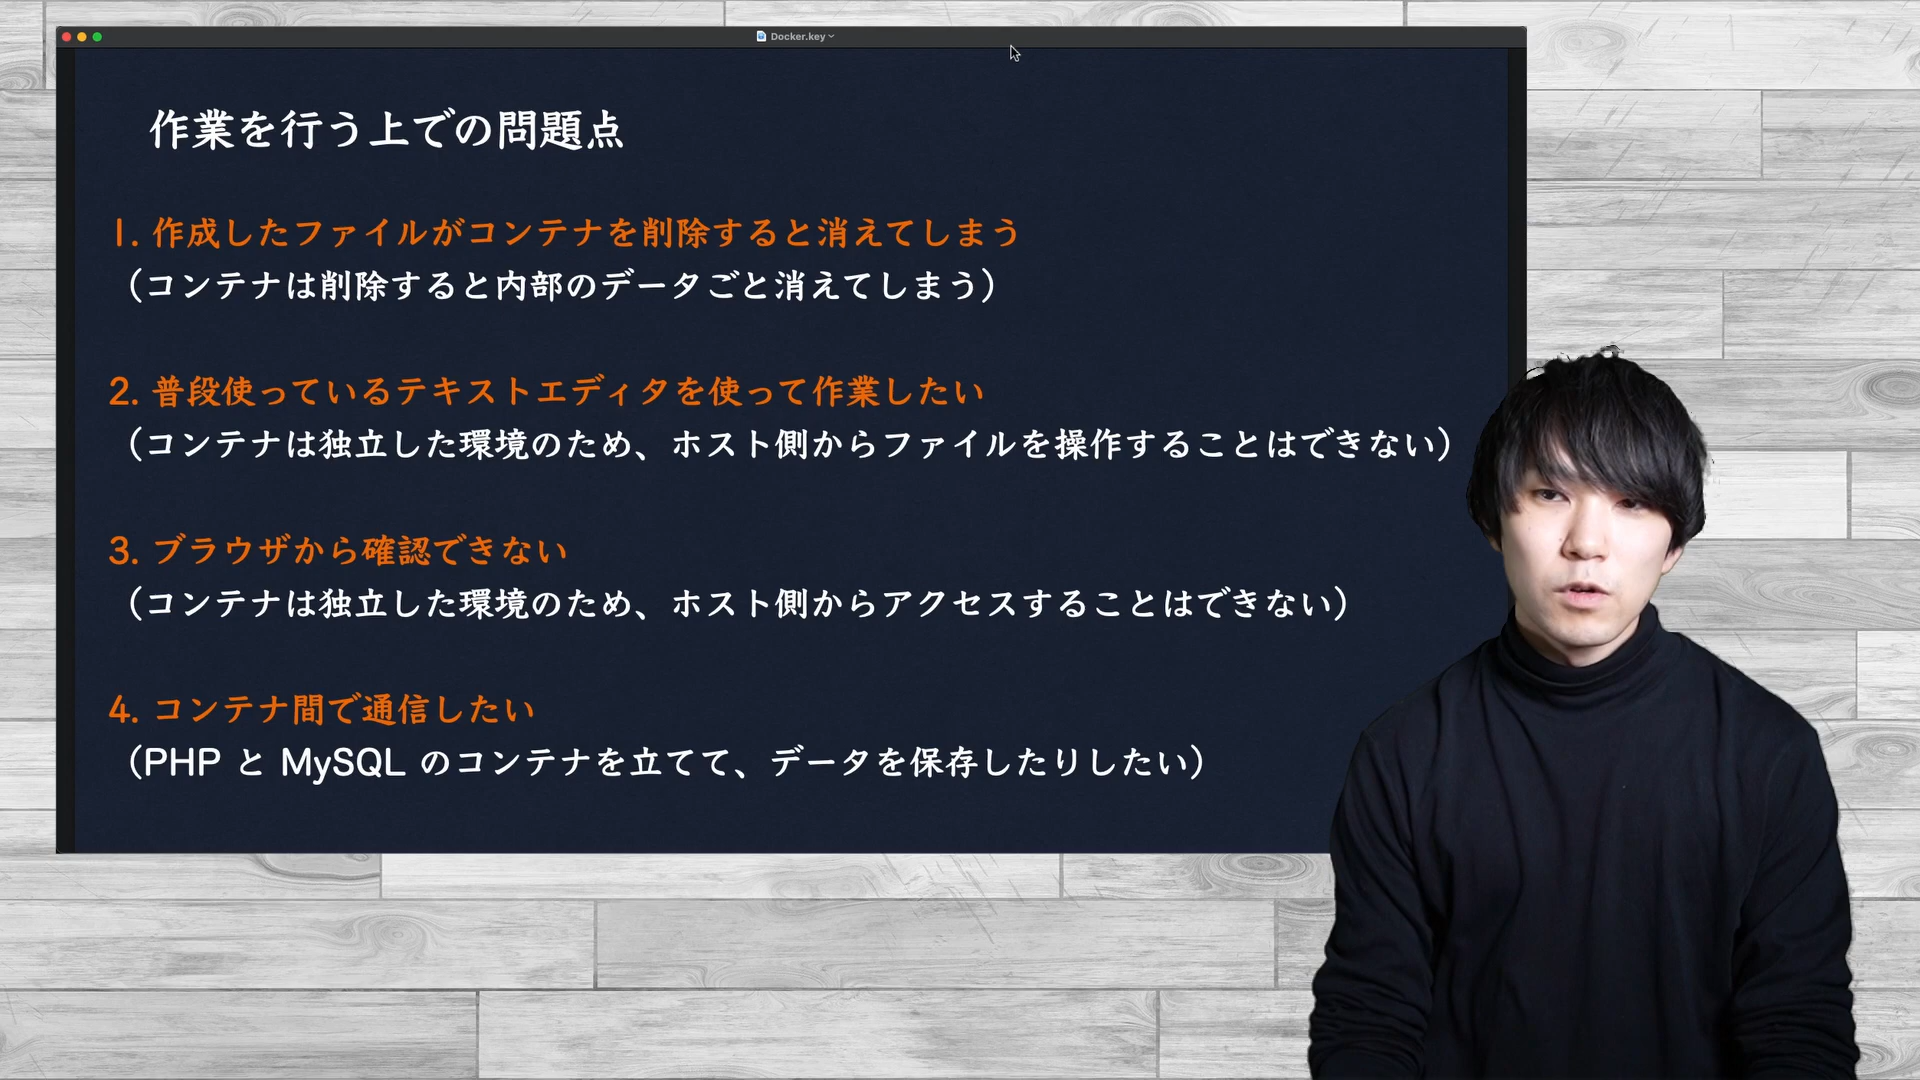 Docker.key
作業を行う上での問題点
1. 作成したファイルがコンテナを削除すると消えてしまう
（コンテナは削除すると内部のデータごと消えてしまう）
2. 普段使っているテキストエディタを使って作業したい
（コンテナは独立した環境のため、ホスト側からファイルを操作することはできない）
3. ブラウザから確認できない
（コンテナは独立した環境のため、ホスト側からアクセスすることはできない）
4. コンテナ間で通信したい
（PHP と MySQL のコンテナを立てて、データを保存したりしたい）